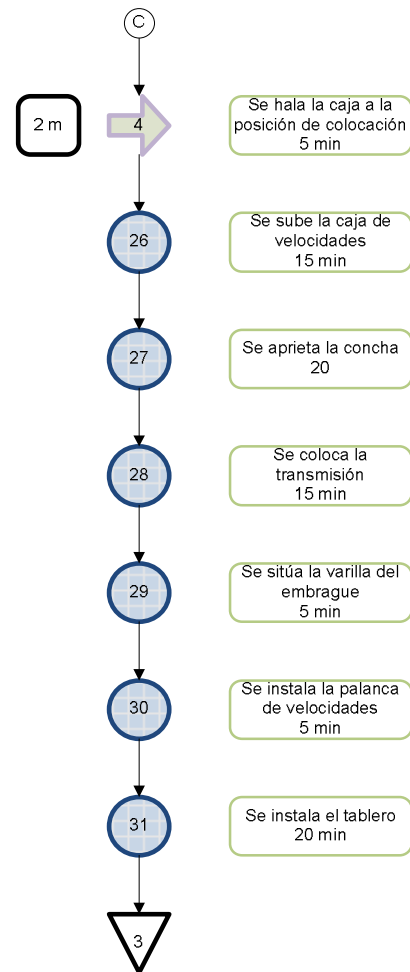 C
2 m
4
Se hala la caja a la
posición de colocación
5 min
26
Se sube la caja de
velocidades
15 min
27
Se aprieta la concha
20
28
Se coloca la
transmisión
15 min
29
Se sitúa la varilla del
embrague
5 min
30
Se instala la palanca
de velocidades
5 min
31
Se instala el tablero
20 min
3